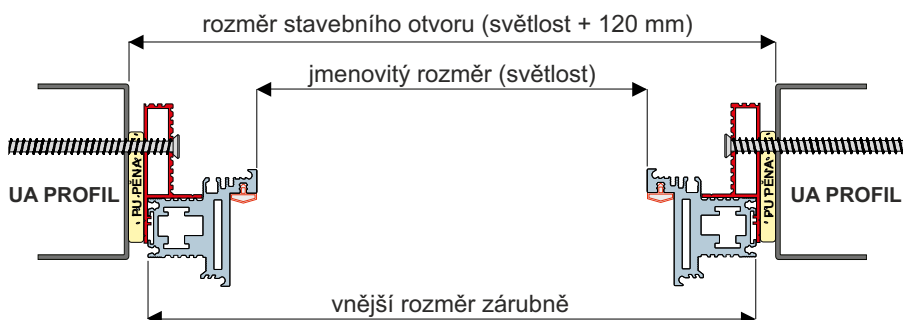 rozměr stavebního otvoru (světlost + 120 mm)
jmenovitý rozměr (světlost)
UA PROFIL
PU PĚNA
PU PĚNA
UA PROFIL
vnější rozměr zárubně